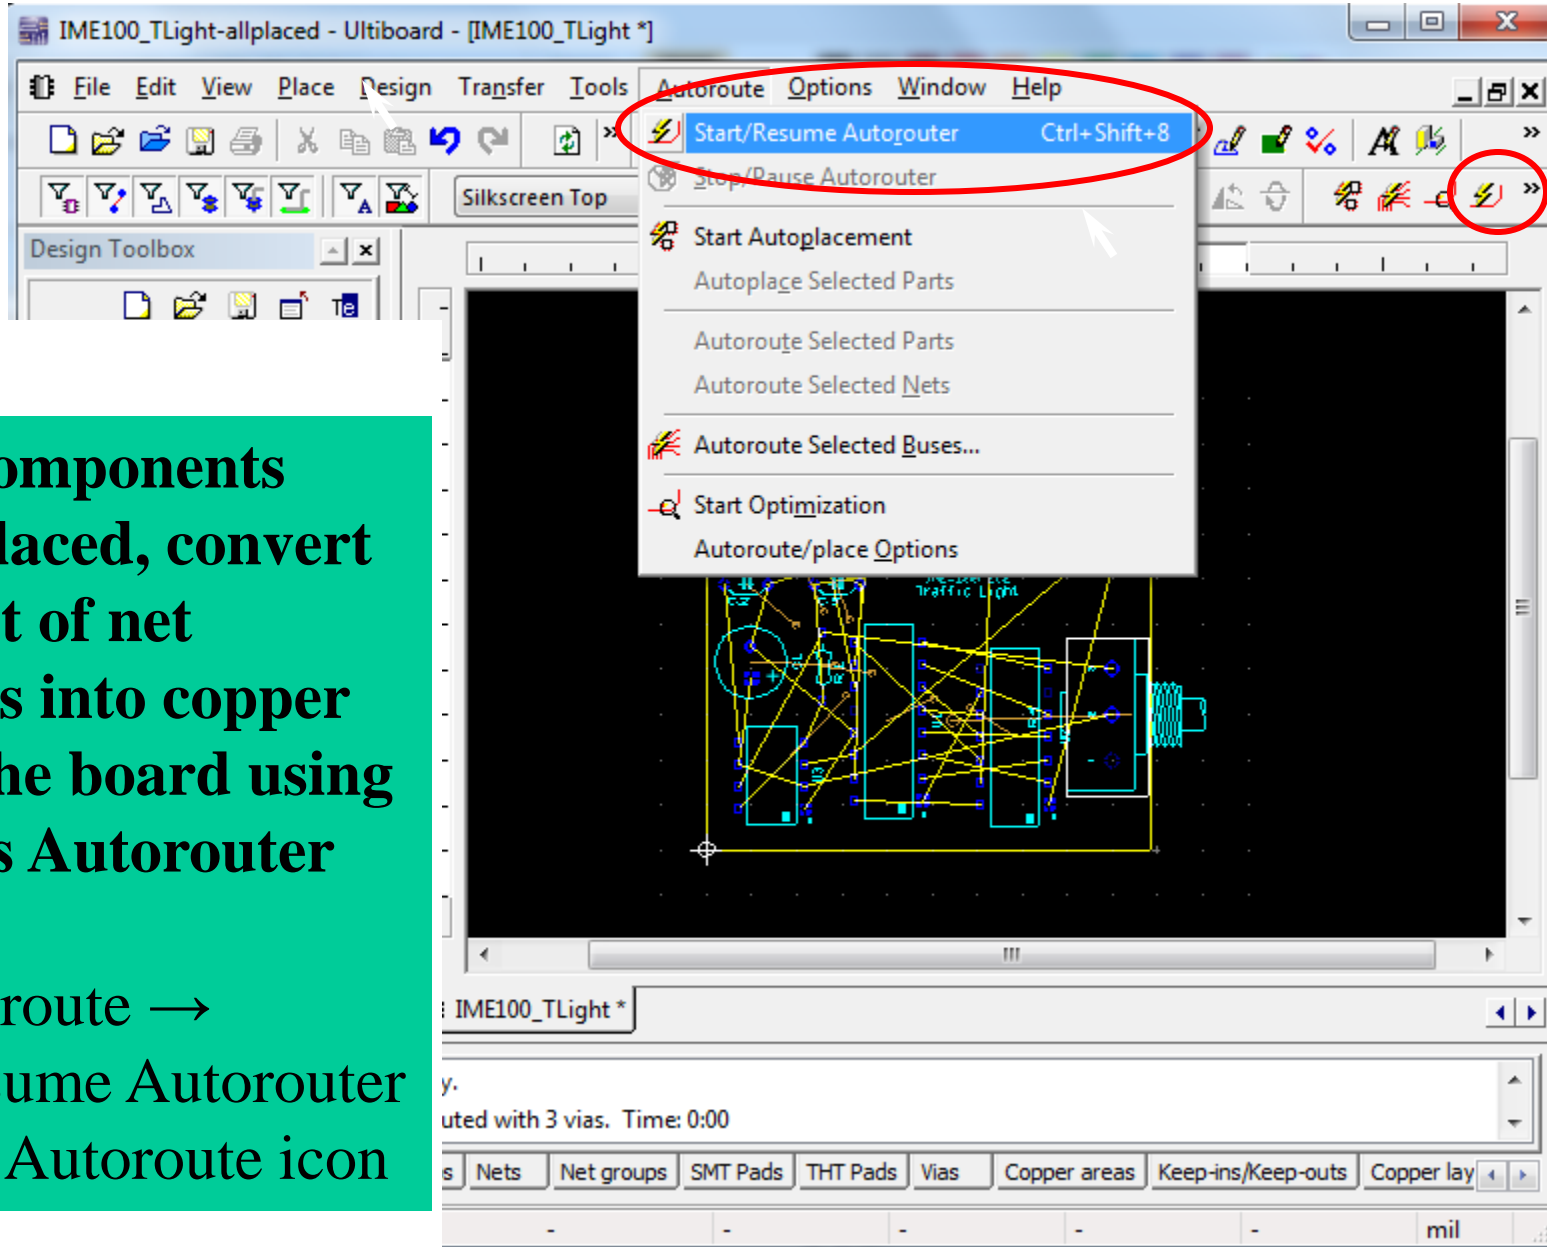 IME100_TLight-allplaced - Ultiboard - [IME100_TLight *]
File Edit View Place Design Transfer Tools Autoroute Options Window Help
Start/Resume Autorouter Ctrl+Shift+8
Stop/Pause Autorouter
Silkscreen Top
Start Autoplacement
Design Toolbox
Autoplace Selected Parts
Autoroute Selected Parts
Autoroute Selected Nets
Autoroute Selected Buses...
Start Optimization
Autoroute/place Options
Traffic Light
U3
omponents
laced, convert
t of net
s into copper
he board using
s Autorouter
route →
ume Autorouter
Autoroute icon
IME100_TLight *
y.
uted with 3 vias. Time: 0:00
s Nets Net groups SMT Pads THT Pads Vias Copper areas Keep-ins/Keep-outs Copper lay
- - - - - mil